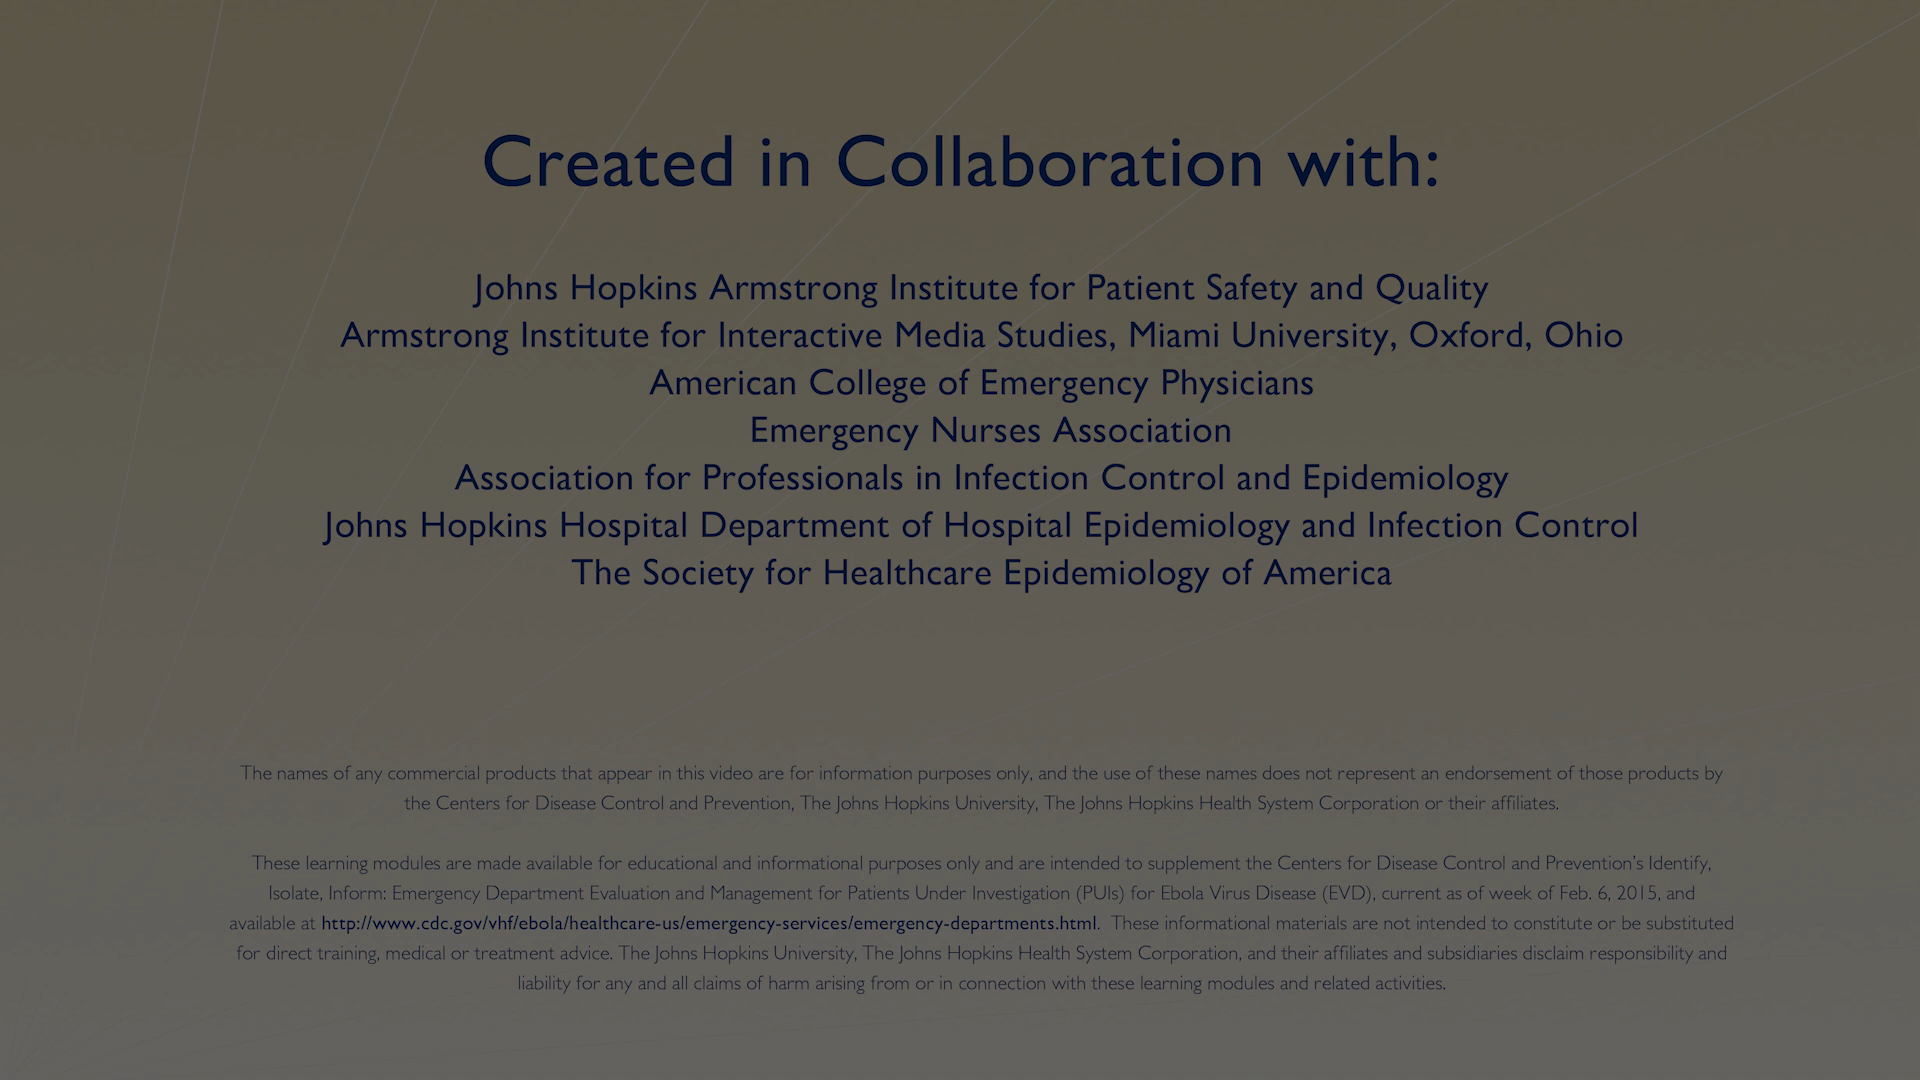 Created in Collaboration with:
Johns Hopkins Armstrong Institute for Patient Safety and Quality
Armstrong Institute for Interactive Media Studies, Miami University, Oxford, Ohio
American College of Emergency Physicians
Emergency Nurses Association
Association for Professionals in Infection Control and Epidemiology
Johns Hopkins Hospital Department of Hospital Epidemiology and Infection Control
The Society for Healthcare Epidemiology of America
The names of any commercial products that appear in this video are for information purposes only, and the use of these names does not represent an endorsement of those products by
the Centers for Disease Control and Prevention, The Johns Hopkins University, The Johns Hopkins Health System Corporation or their affiliates.
These learning modules are made available for educational and informational purposes only and are intended to supplement the Centers for Disease Control and Prevention’s Identify,
Isolate, Inform: Emergency Department Evaluation and Management for Patients Under Investigation (PUIs) for Ebola Virus Disease (EVD), current as of week of Feb. 6, 2015, and
available at http://www.cdc.gov/vhf/ebola/healthcare-us/emergency-services/emergency-departments.html. These informational materials are not intended to constitute or be substituted
for direct training, medical or treatment advice. The Johns Hopkins University, The Johns Hopkins Health System Corporation, and their affiliates and subsidiaries disclaim responsibility and
liability for any and all claims of harm arising from or in connection with these learning modules and related activities.